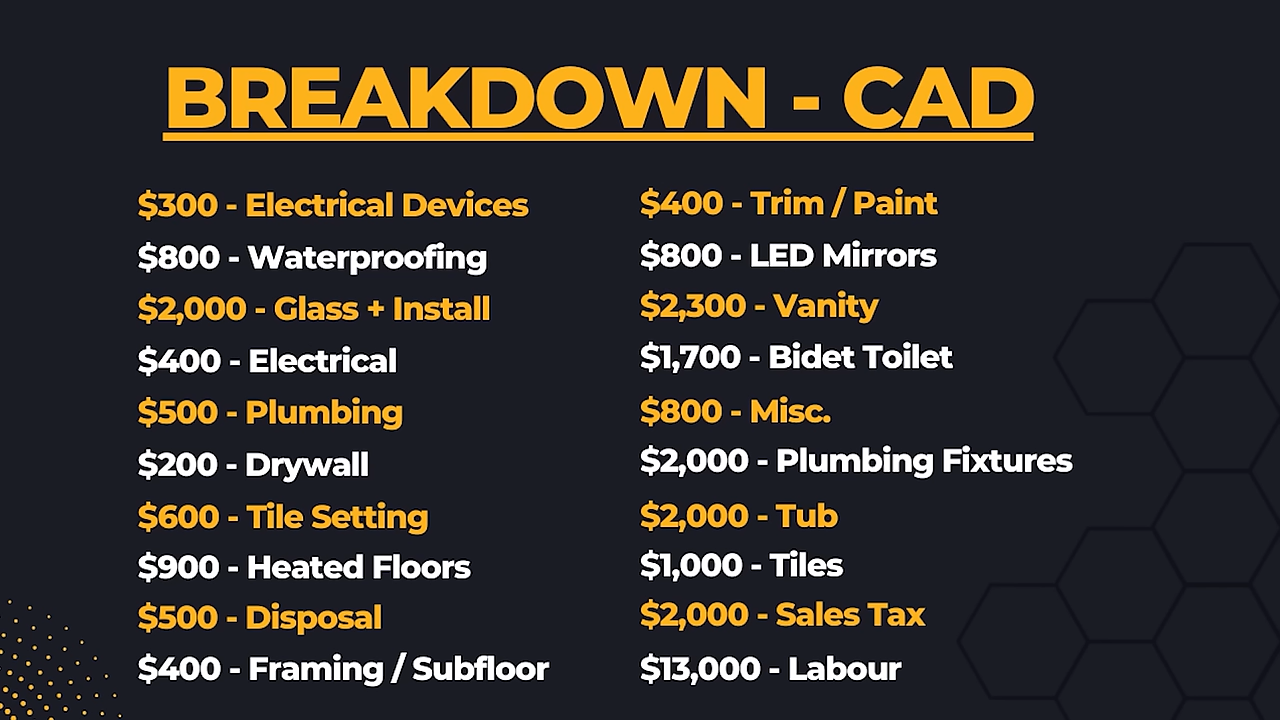 BREAKDOWN - CAD
$300 - Electrical Devices
$800 - Waterproofing
$2,000 - Glass + Install
$400 - Electrical
$500 - Plumbing
$200 - Drywall
$600 - Tile Setting
$900 - Heated Floors
$500 - Disposal
$400 - Framing / Subfloor
$400 - Trim / Paint
$800 - LED Mirrors
$2,300 - Vanity
$1,700 - Bidet Toilet
$800 - Misc.
$2,000 - Plumbing Fixtures
$2,000 - Tub
$1,000 - Tiles
$2,000 - Sales Tax
$13,000 - Labour